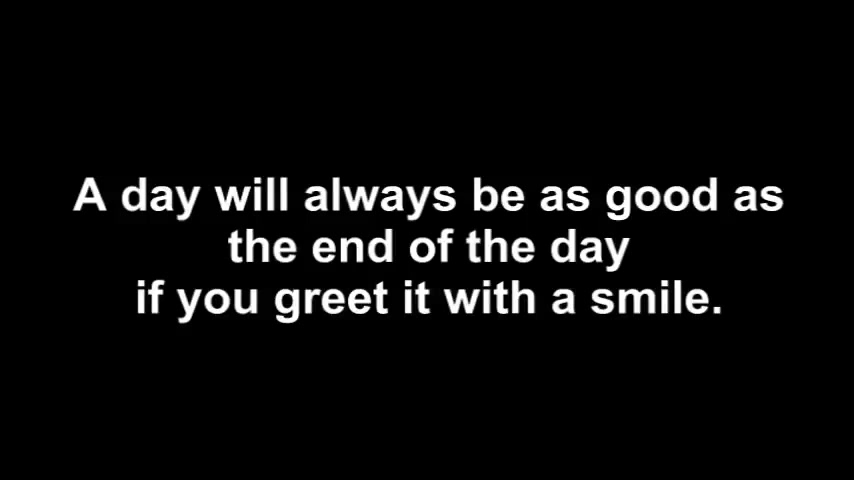 A day will always be as good as
the end of the day
if you greet it with a smile.